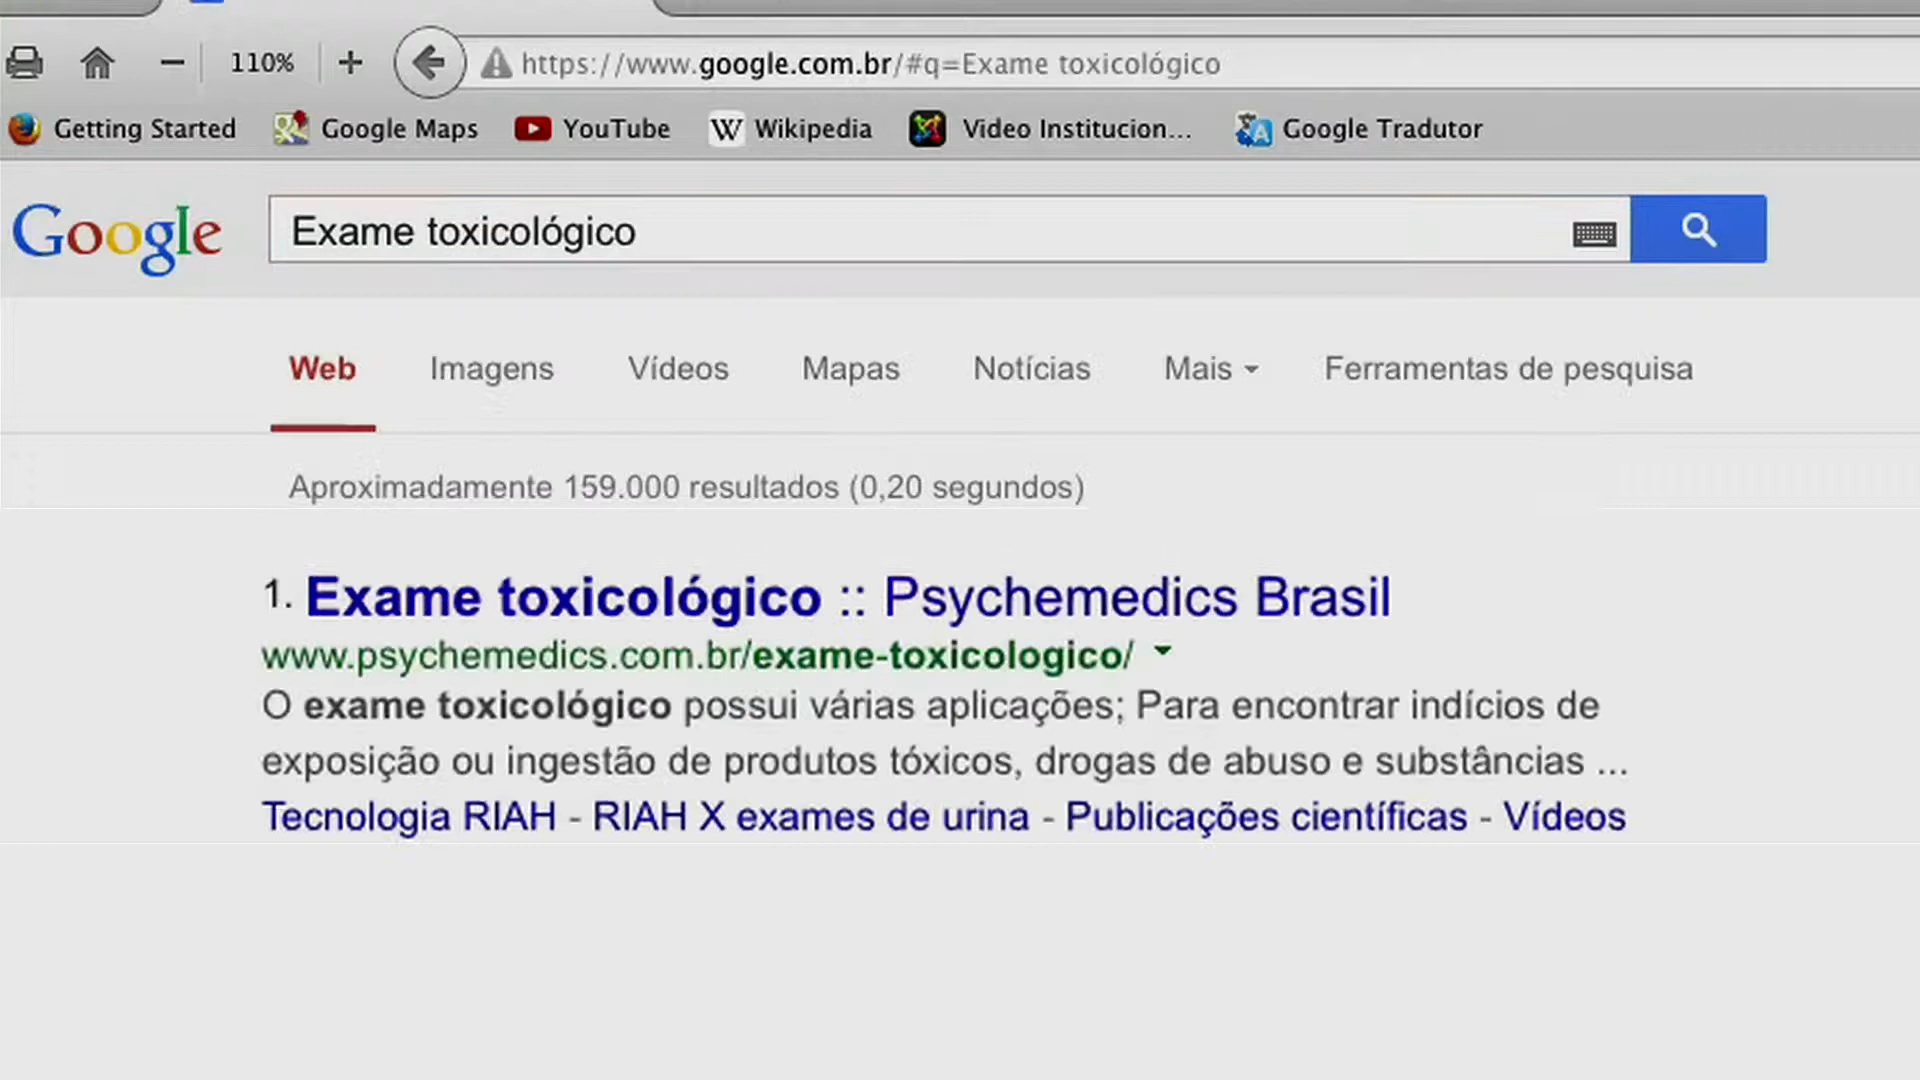 110% https://www.google.com.br/#q=Exame toxicológico
Getting Started Google Maps YouTube W Wikipedia Video Institucion... Google Tradutor
Google Exame toxicológico
Web Imagens Vídeos Mapas Notícias Mais Ferramentas de pesquisa
Aproximadamente 159.000 resultados (0,20 segundos)
1. Exame toxicológico :: Psychemedics Brasil
www.psychemedics.com.br/exame-toxicologico/
O exame toxicológico possui várias aplicações; Para encontrar indícios de
exposição ou ingestão de produtos tóxicos, drogas de abuso e substâncias ...
Tecnologia RIAH - RIAH X exames de urina - Publicações científicas - Vídeos